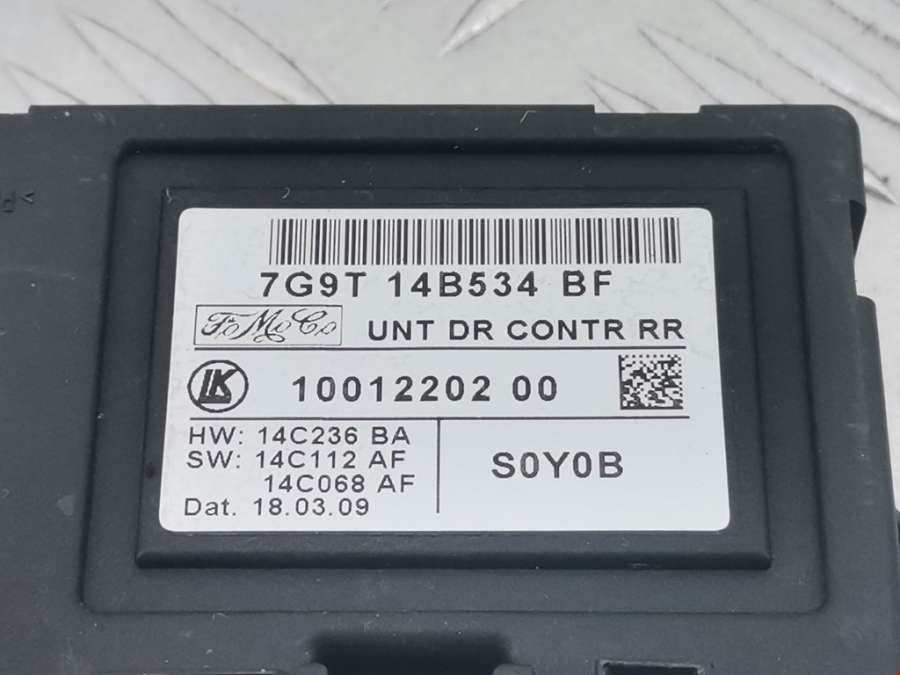 7G9T 14B534 BF
FoMoCo UNT DR CONTR RR
LK 10012202 00
HW: 14C236 BA
SW: 14C112 AF
14C068 AF
Dat. 18.03.09
S0Y0B